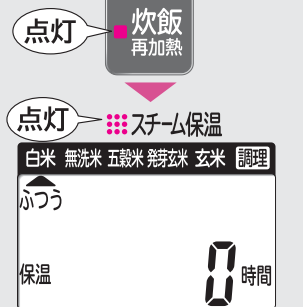 点灯
炊飯
再加熱
点灯
スチーム保温
白米 無洗米 五穀米 発芽玄米 玄米 調理
ふつう
保温 0 時間